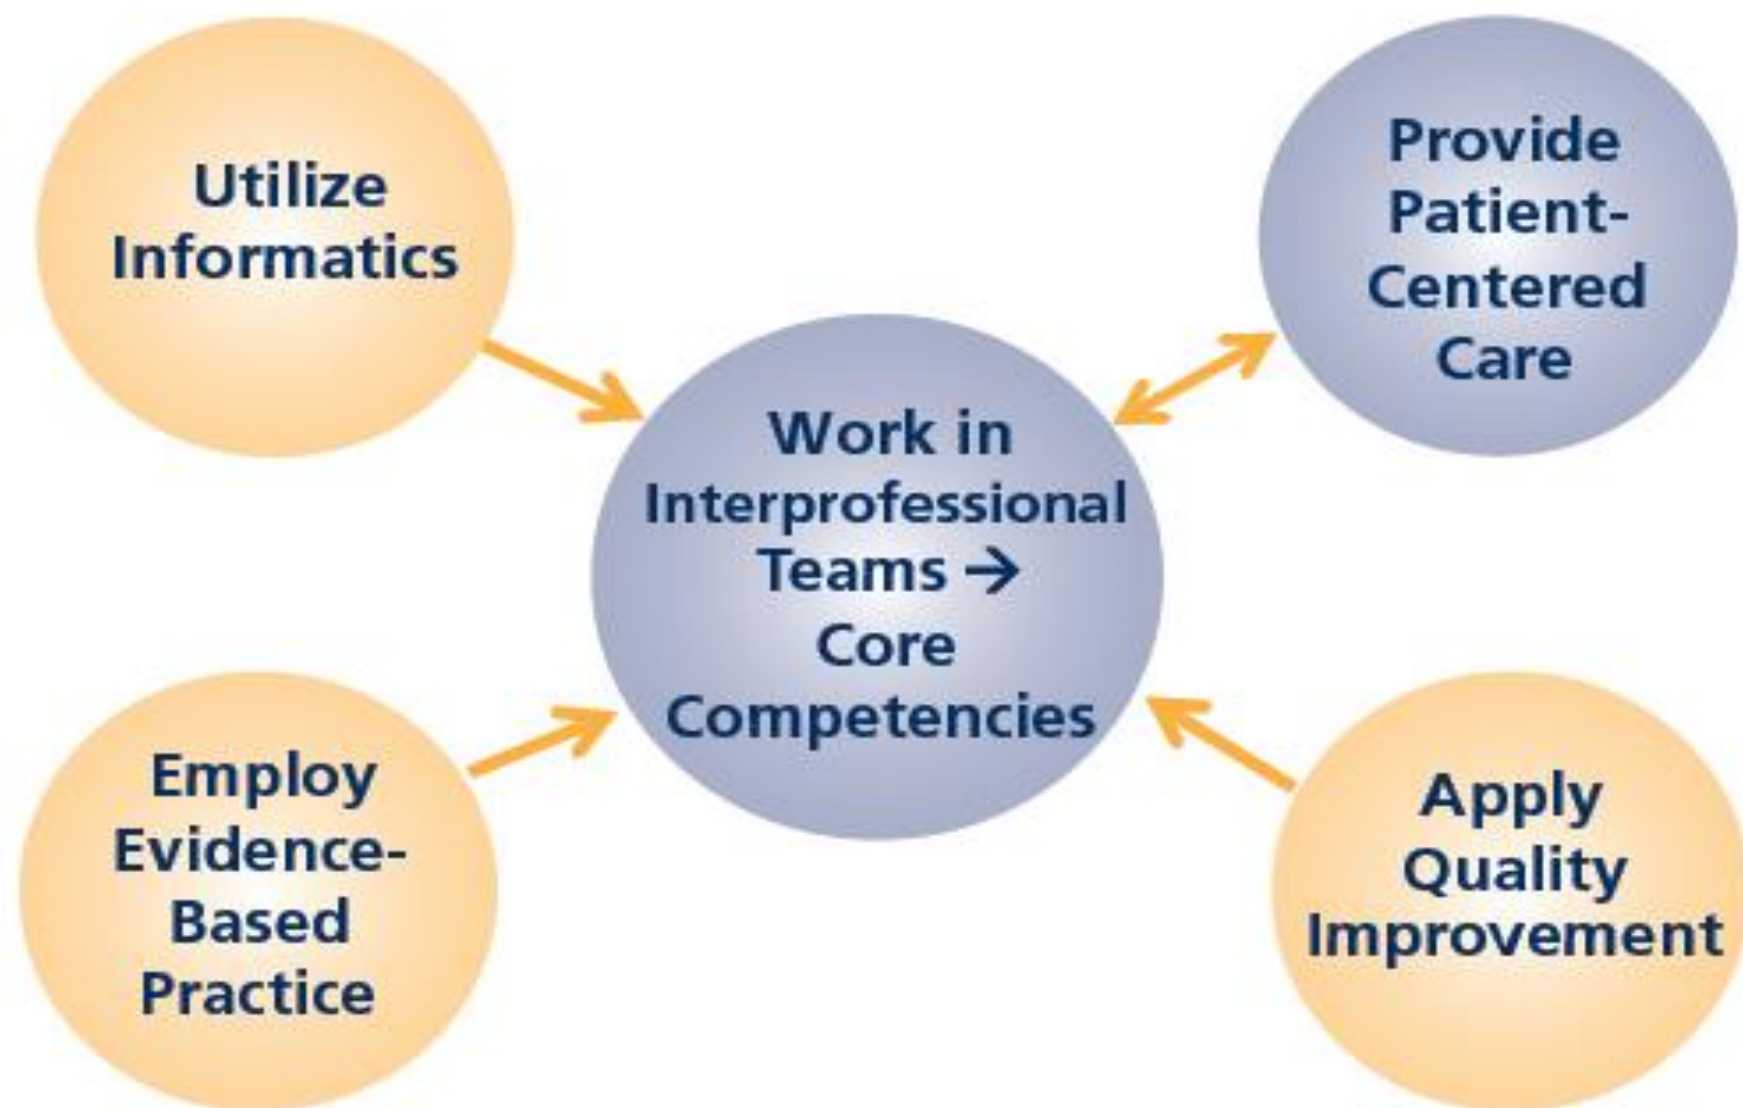 Utilize
Informatics
Provide
Patient-
Centered
Care
Work in
Interprofessional
Teams →
Core
Competencies
Employ
Evidence-
Based
Practice
Apply
Quality
Improvement